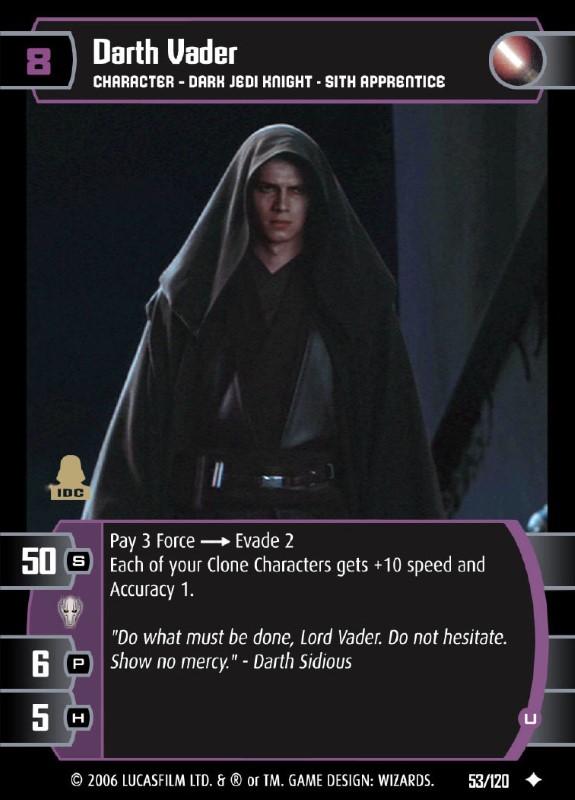 8
Darth Vader
CHARACTER - DARK JEDI KNIGHT - SITH APPRENTICE
IDC
50 S
Pay 3 Force ⟶ Evade 2
Each of your Clone Characters gets +10 speed and
Accuracy 1.
"Do what must be done, Lord Vader. Do not hesitate.
Show no mercy." - Darth Sidious
6 P
5 H
U
© 2006 LUCASFILM LTD. & ® or TM. GAME DESIGN: WIZARDS. 53/120